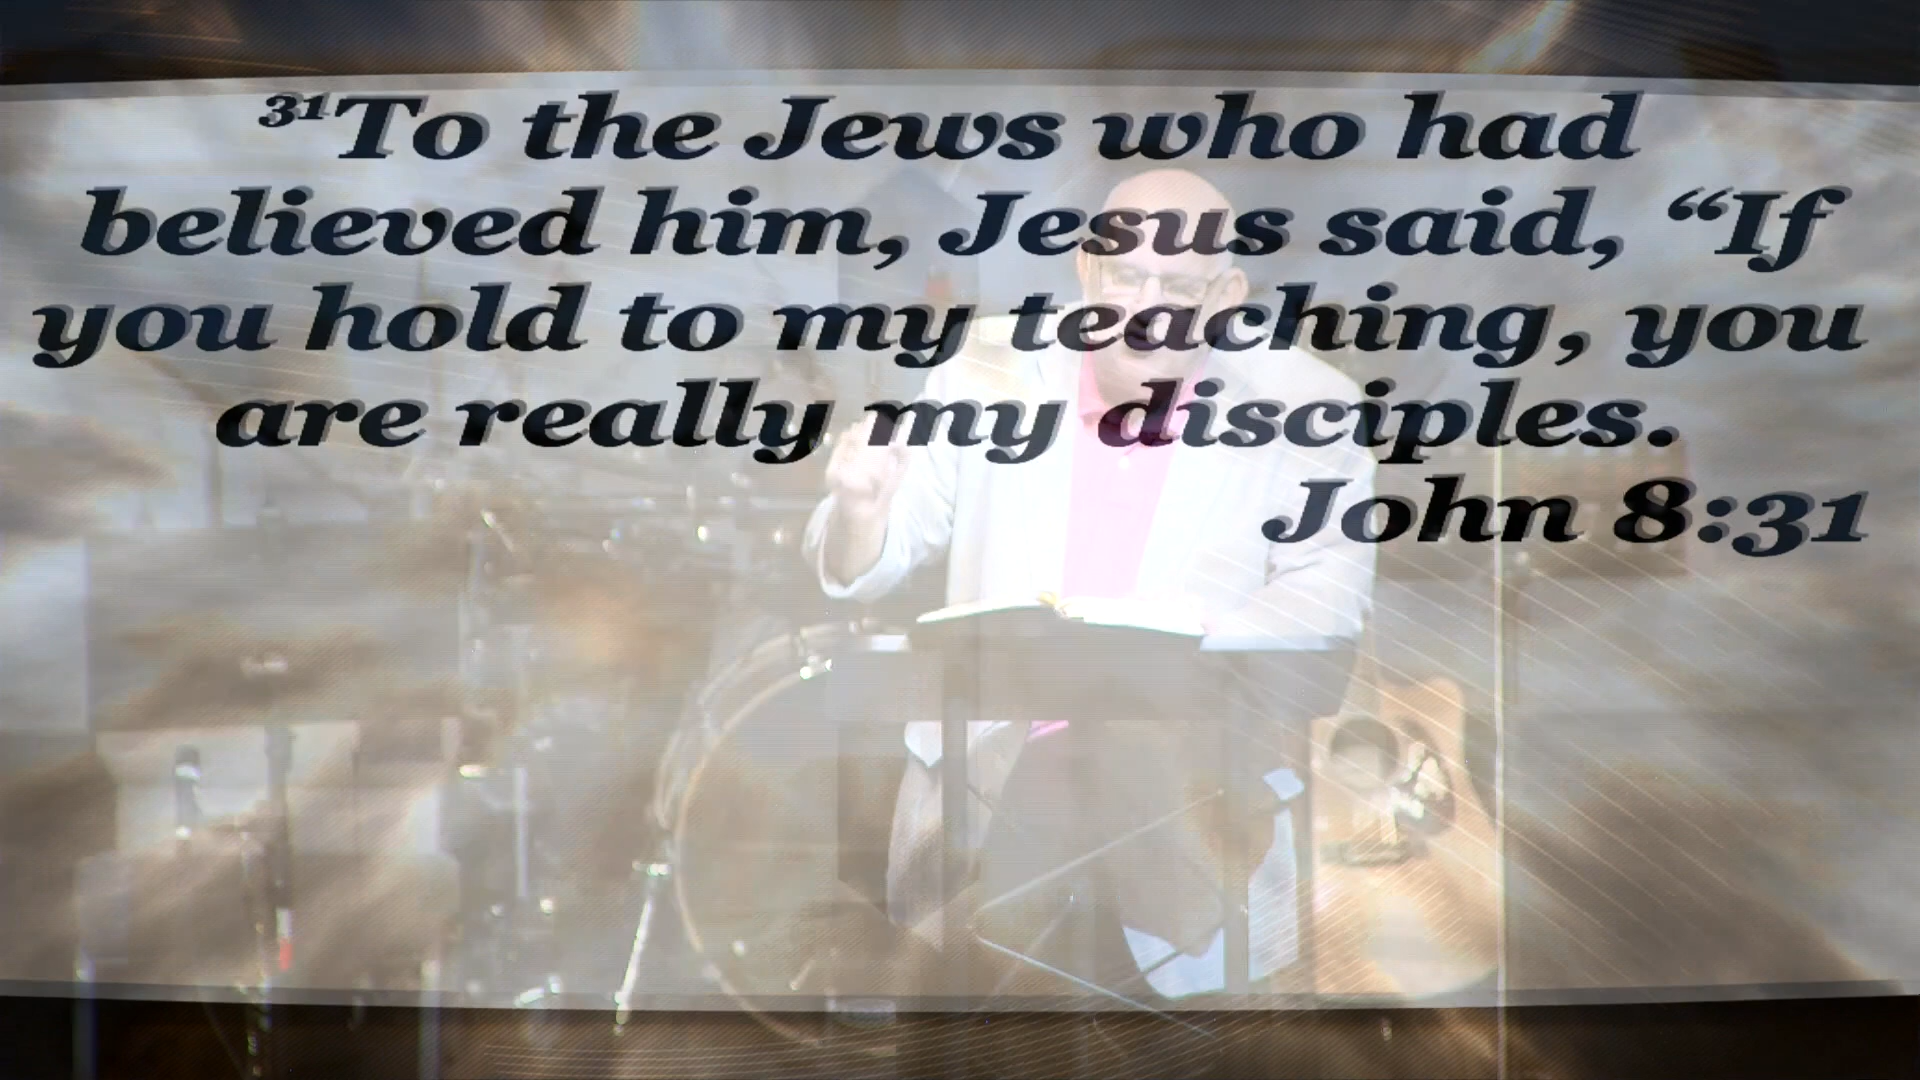 ³¹To the Jews who had
believed him, Jesus said, “If
you hold to my teaching, you
are really my disciples.
John 8:31